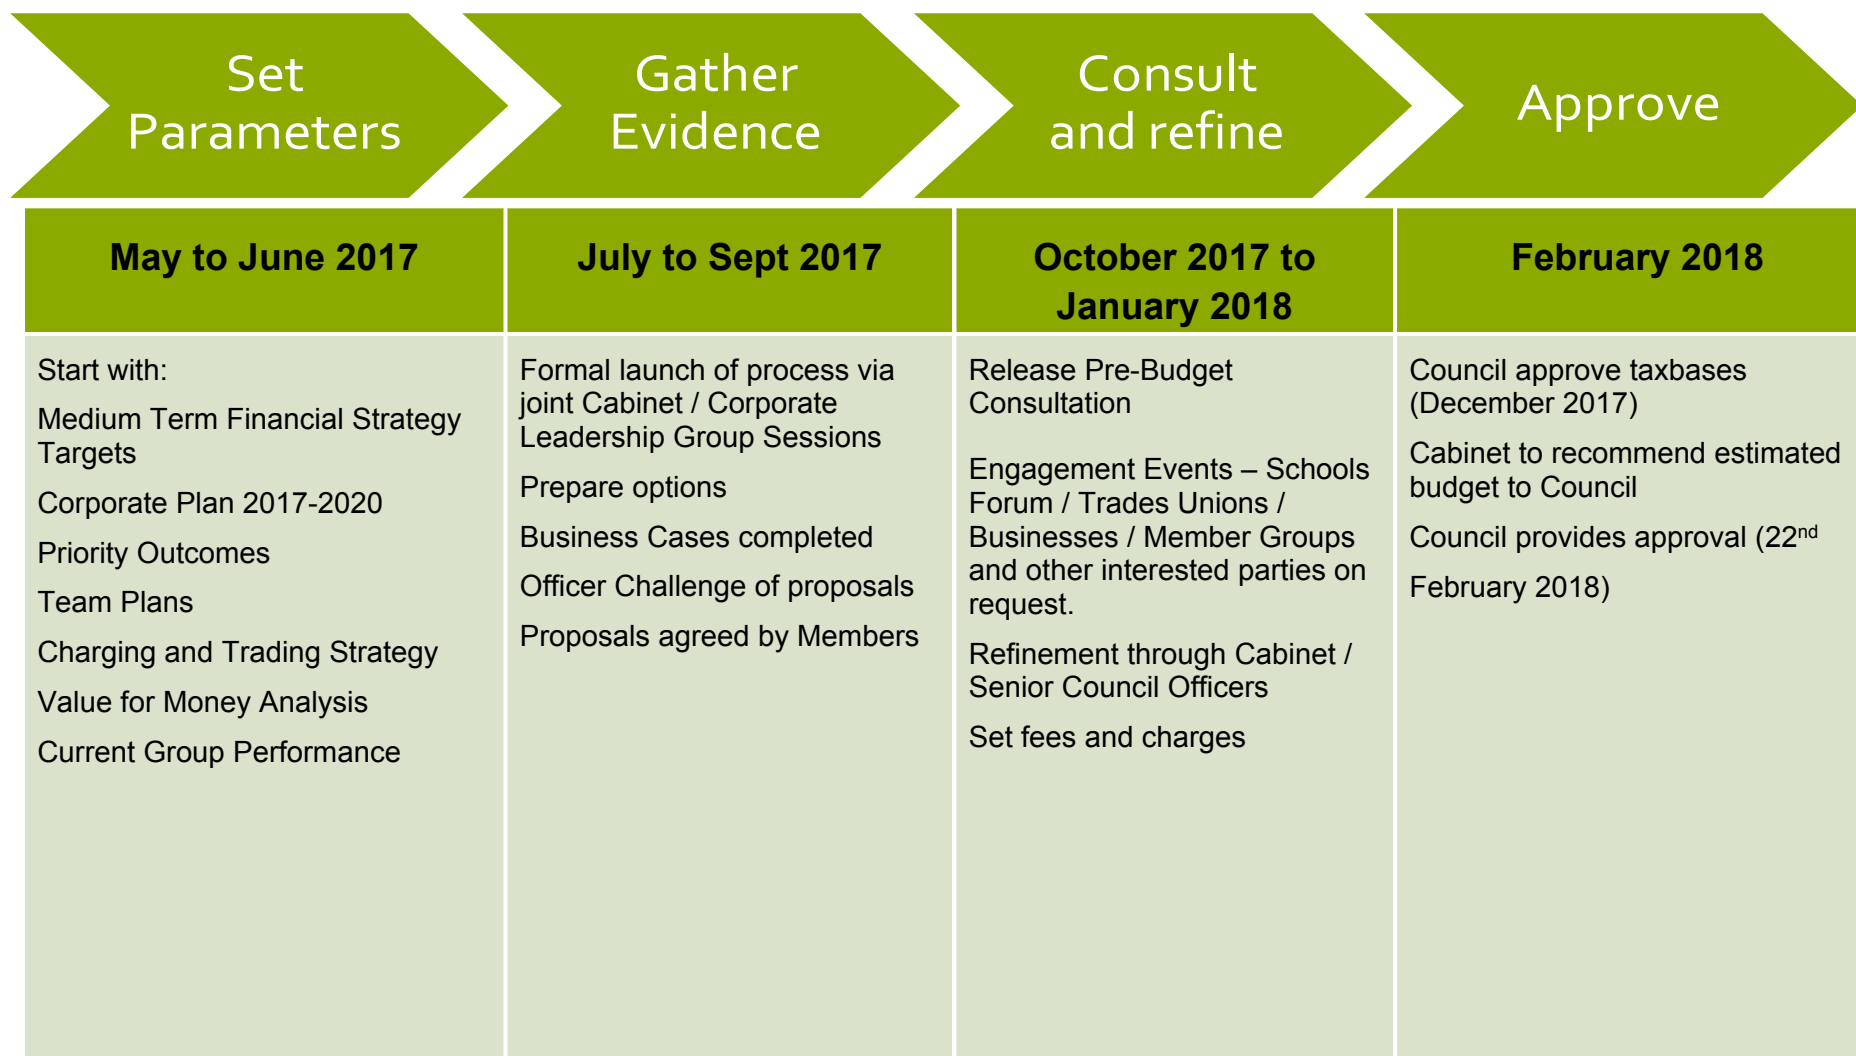 Set
Parameters
Gather
Evidence
Consult
and refine
Approve
May to June 2017
July to Sept 2017
October 2017 to
January 2018
February 2018
Start with:
Medium Term Financial Strategy
Targets
Corporate Plan 2017-2020
Priority Outcomes
Team Plans
Charging and Trading Strategy
Value for Money Analysis
Current Group Performance
Formal launch of process via
joint Cabinet / Corporate
Leadership Group Sessions
Prepare options
Business Cases completed
Officer Challenge of proposals
Proposals agreed by Members
Release Pre-Budget
Consultation
Engagement Events – Schools
Forum / Trades Unions /
Businesses / Member Groups
and other interested parties on
request.
Refinement through Cabinet /
Senior Council Officers
Set fees and charges
Council approve taxbases
(December 2017)
Cabinet to recommend estimated
budget to Council
Council provides approval (22nd
February 2018)